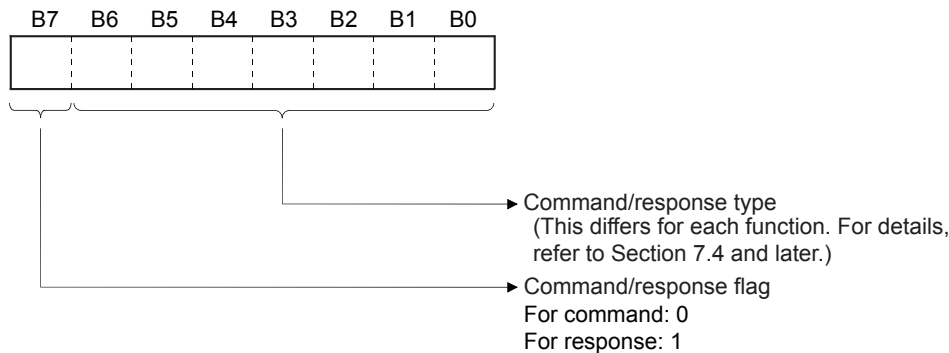 B7 B6 B5 B4 B3 B2 B1 B0
Command/response type
(This differs for each function. For details,
refer to Section 7.4 and later.)
Command/response flag
For command: 0
For response: 1